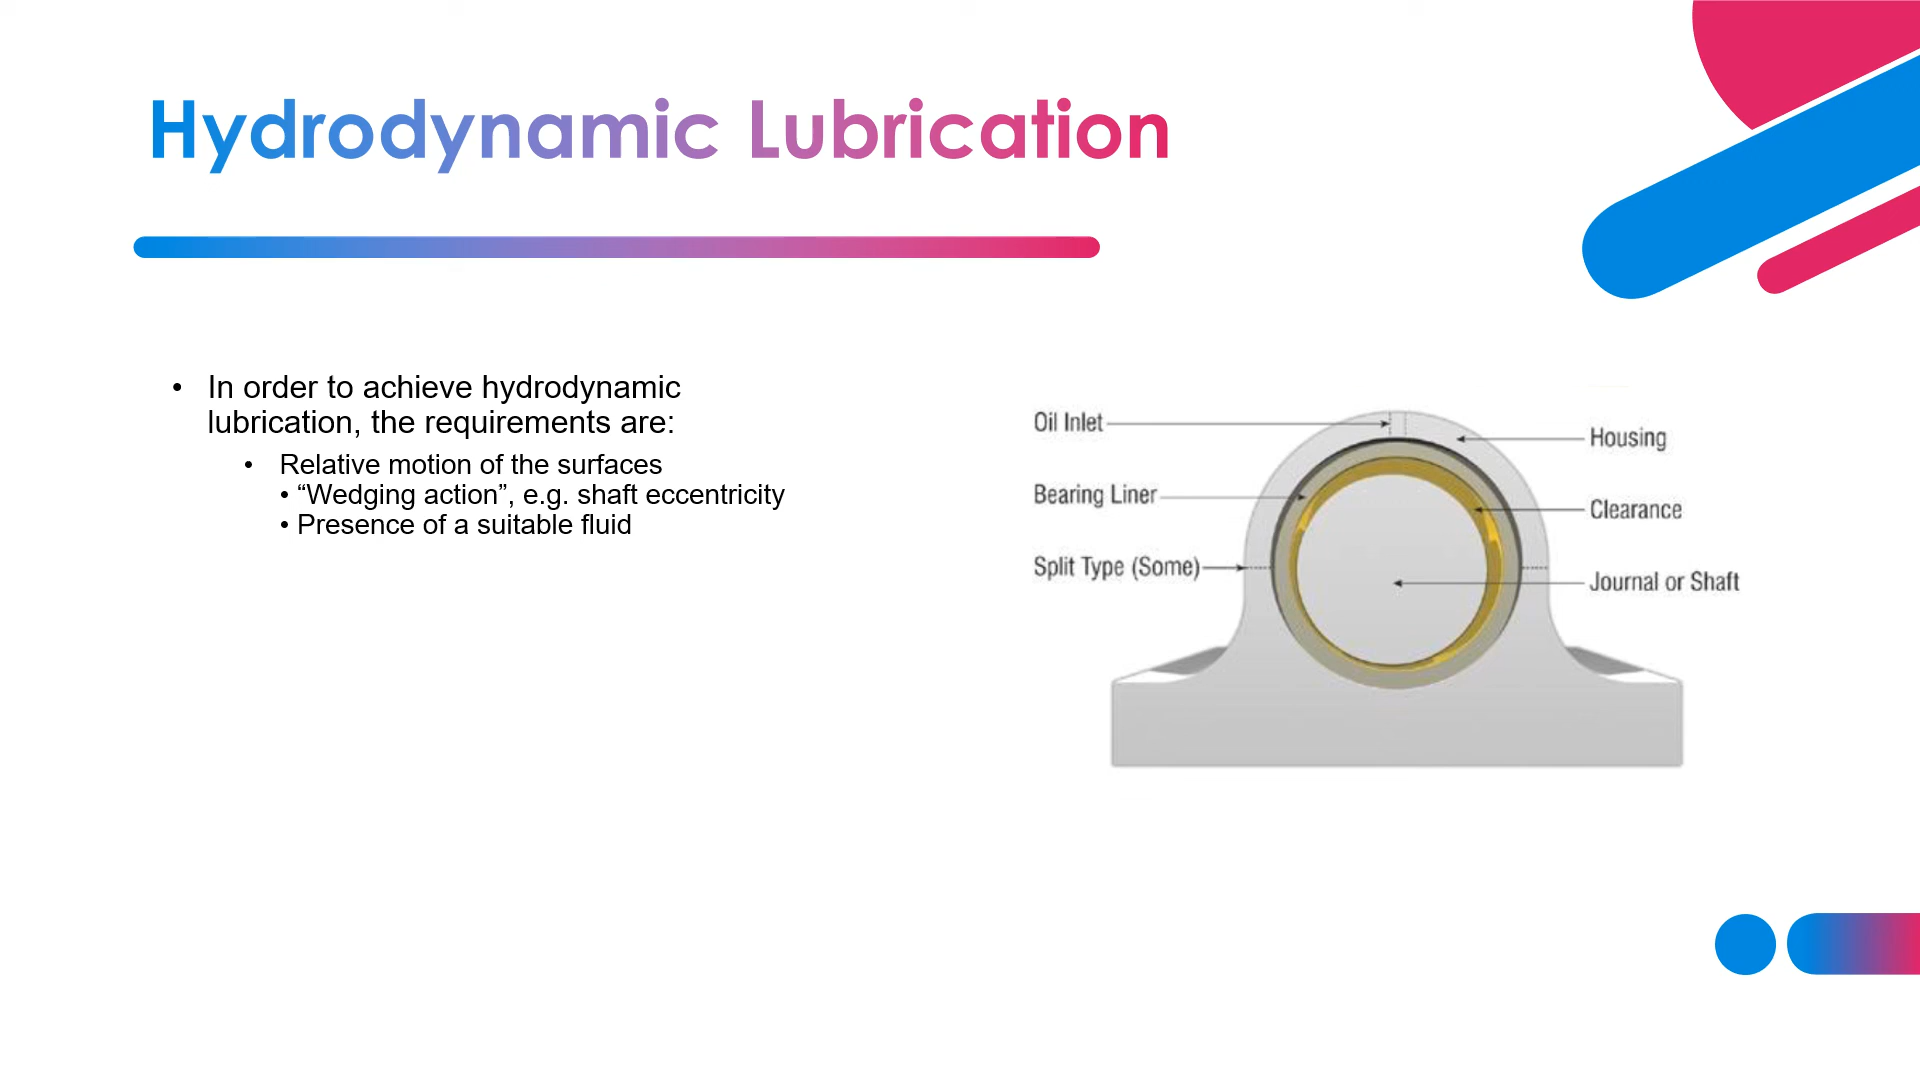 Hydrodynamic Lubrication
• In order to achieve hydrodynamic
lubrication, the requirements are:
• Relative motion of the surfaces
• “Wedging action”, e.g. shaft eccentricity
• Presence of a suitable fluid
Oil Inlet
Bearing Liner
Split Type (Some)
Housing
Clearance
Journal or Shaft